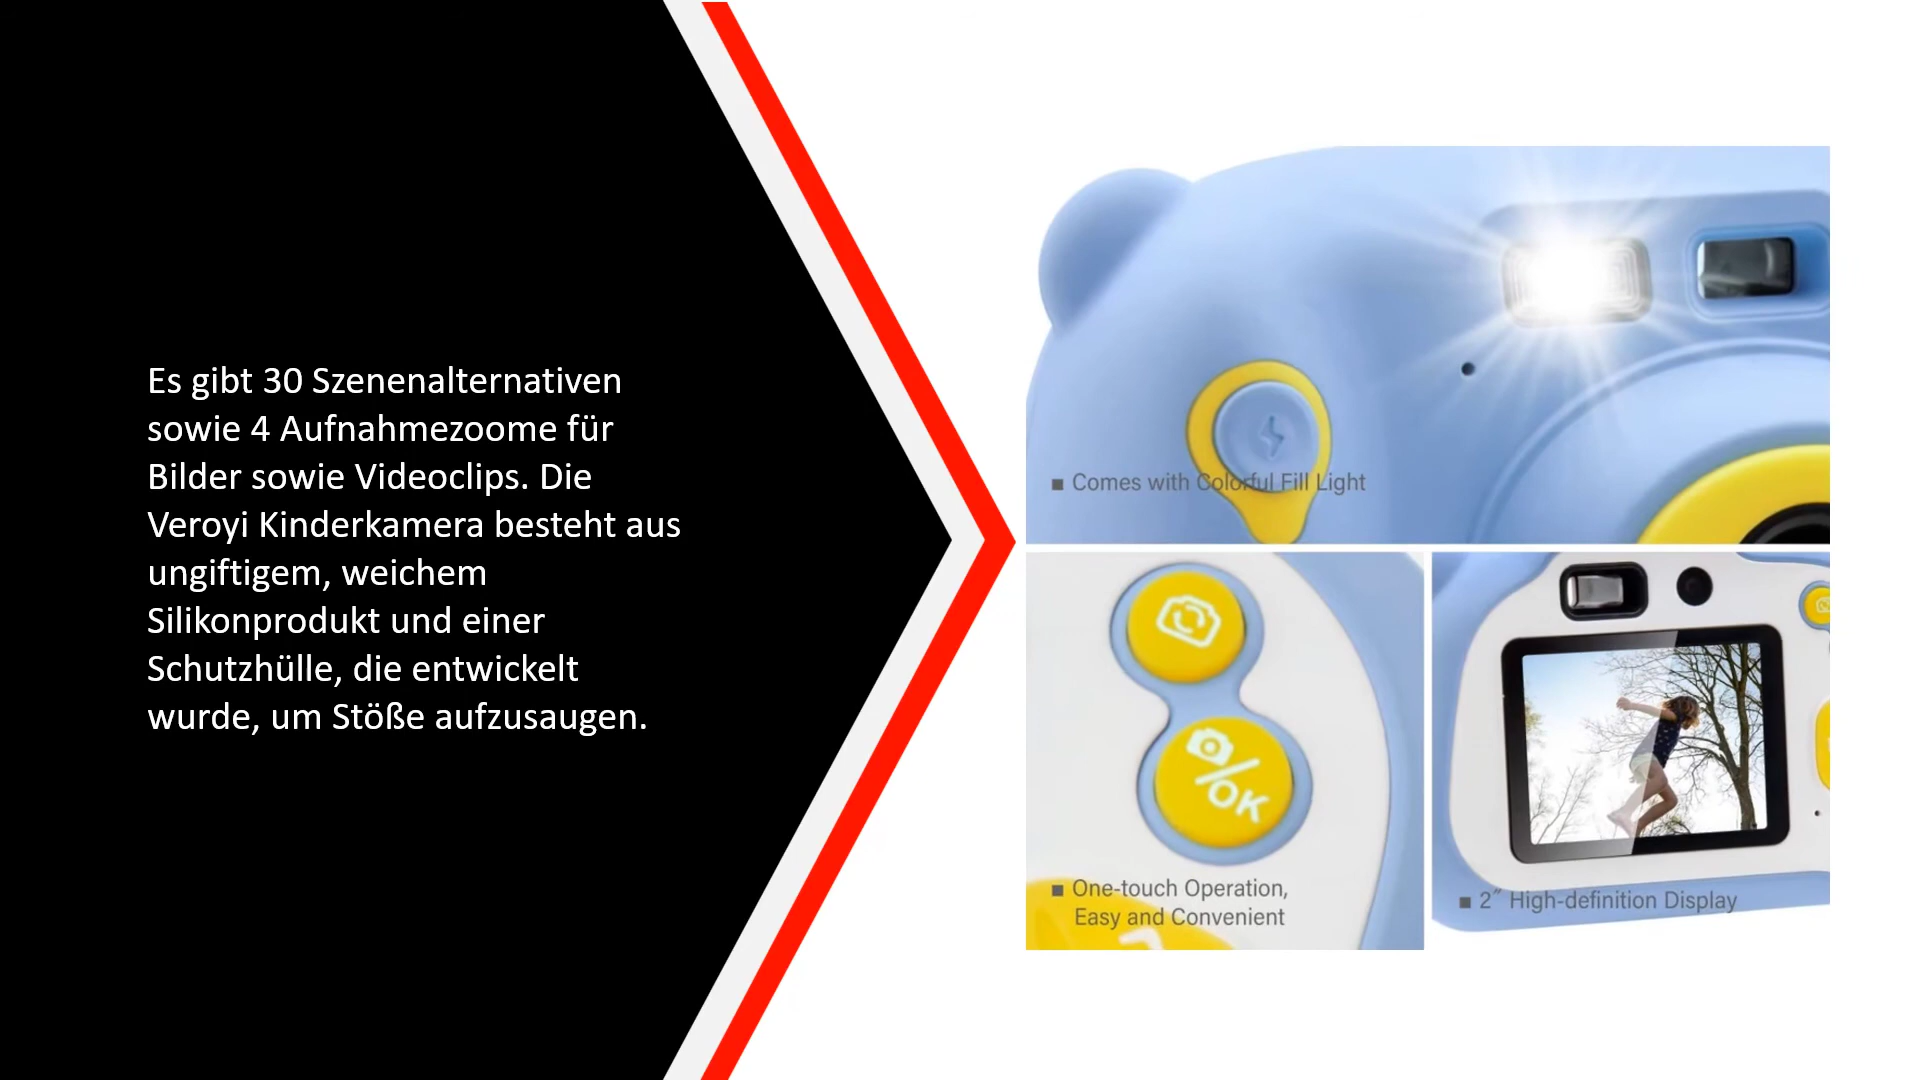 Es gibt 30 Szenenalternativen
sowie 4 Aufnahmezoome für
Bilder sowie Videoclips. Die
Veroyi Kinderkamera besteht aus
ungiftigem, weichem
Silikonprodukt und einer
Schutzhülle, die entwickelt
wurde, um Stöße aufzusaugen.
■ Comes with Colorful Fill Light
OK
■ One-touch Operation,
Easy and Convenient
■ 2″ High-definition Display